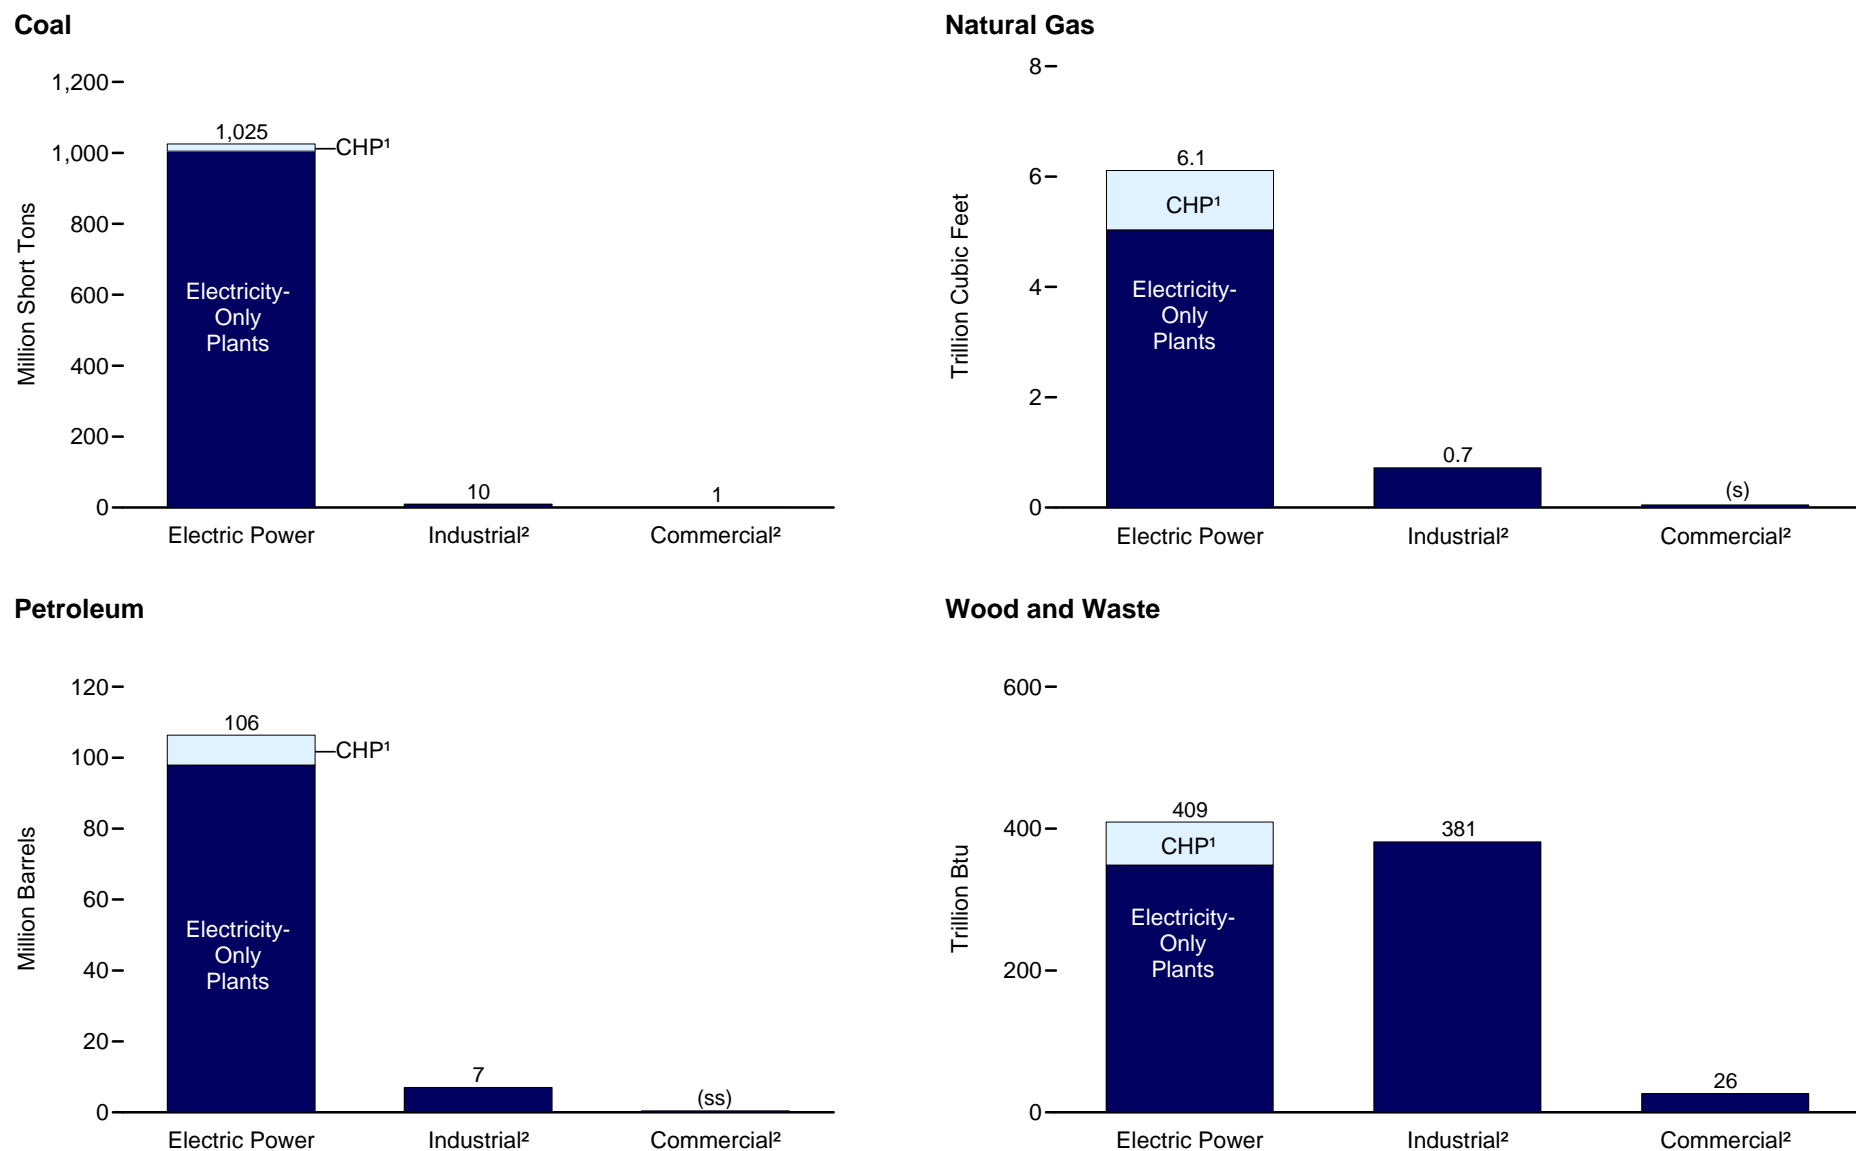 Coal
1,200
1,000
800
600
400
200
0
Million Short Tons
1,025
CHP¹
Electricity-
Only
Plants
10
1
Electric Power
Industrial²
Commercial²
Natural Gas
8
6
4
2
0
Trillion Cubic Feet
6.1
CHP¹
Electricity-
Only
Plants
0.7
(s)
Electric Power
Industrial²
Commercial²
Petroleum
120
100
80
60
40
20
0
Million Barrels
106
CHP¹
Electricity-
Only
Plants
7
(ss)
Electric Power
Industrial²
Commercial²
Wood and Waste
600
400
200
0
Trillion Btu
409
CHP¹
Electricity-
Only
Plants
381
26
Electric Power
Industrial²
Commercial²